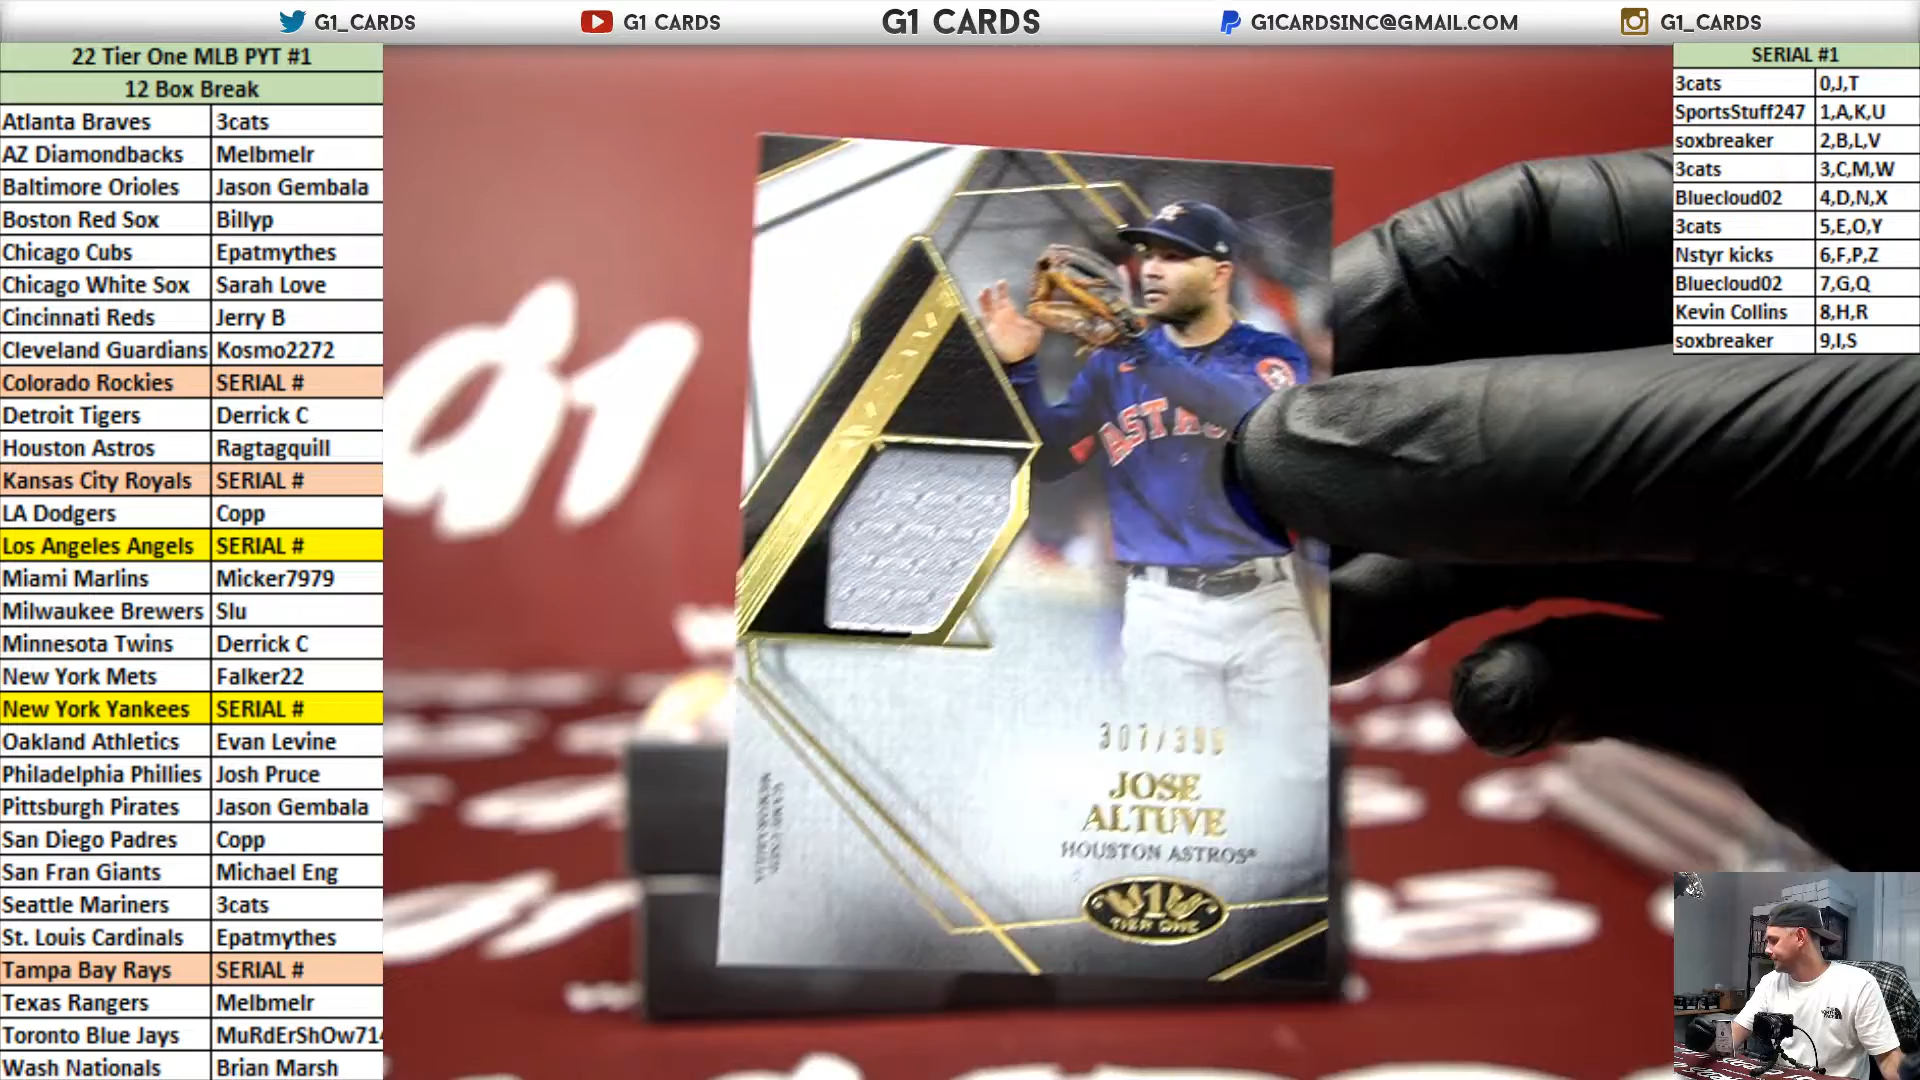 G1_CARDS
G1 CARDS
G1 CARDS
G1CARDSINC@GMAIL.COM
G1_CARDS
22 Tier One MLB PYT #1
12 Box Break
Atlanta Braves 3cats
AZ Diamondbacks Melbmelr
Baltimore Orioles Jason Gembala
Boston Red Sox Billyp
Chicago Cubs Epatmythes
Chicago White Sox Sarah Love
Cincinnati Reds Jerry B
Cleveland Guardians Kosmo2272
Colorado Rockies SERIAL #
Detroit Tigers Derrick C
Houston Astros Ragtagquill
Kansas City Royals SERIAL #
LA Dodgers Copp
Los Angeles Angels SERIAL #
Miami Marlins Micker7979
Milwaukee Brewers Slu
Minnesota Twins Derrick C
New York Mets Falker22
New York Yankees SERIAL #
Oakland Athletics Evan Levine
Philadelphia Phillies Josh Pruce
Pittsburgh Pirates Jason Gembala
San Diego Padres Copp
San Fran Giants Michael Eng
Seattle Mariners 3cats
St. Louis Cardinals Epatmythes
Tampa Bay Rays SERIAL #
Texas Rangers Melbmelr
Toronto Blue Jays MuRdErShOw714
Wash Nationals Brian Marsh
SERIAL #1
3cats 0,J,T
SportsStuff247 1,A,K,U
soxbreaker 2,B,L,V
3cats 3,C,M,W
Bluecloud02 4,D,N,X
3cats 5,E,O,Y
Nstyr kicks 6,F,P,Z
Bluecloud02 7,G,Q
Kevin Collins 8,H,R
soxbreaker 9,I,S
ASTRO
307/399
JOSE
ALTUVE
HOUSTON ASTROS®
1
TIER ONE
GAME-USED
MEMORABILIA